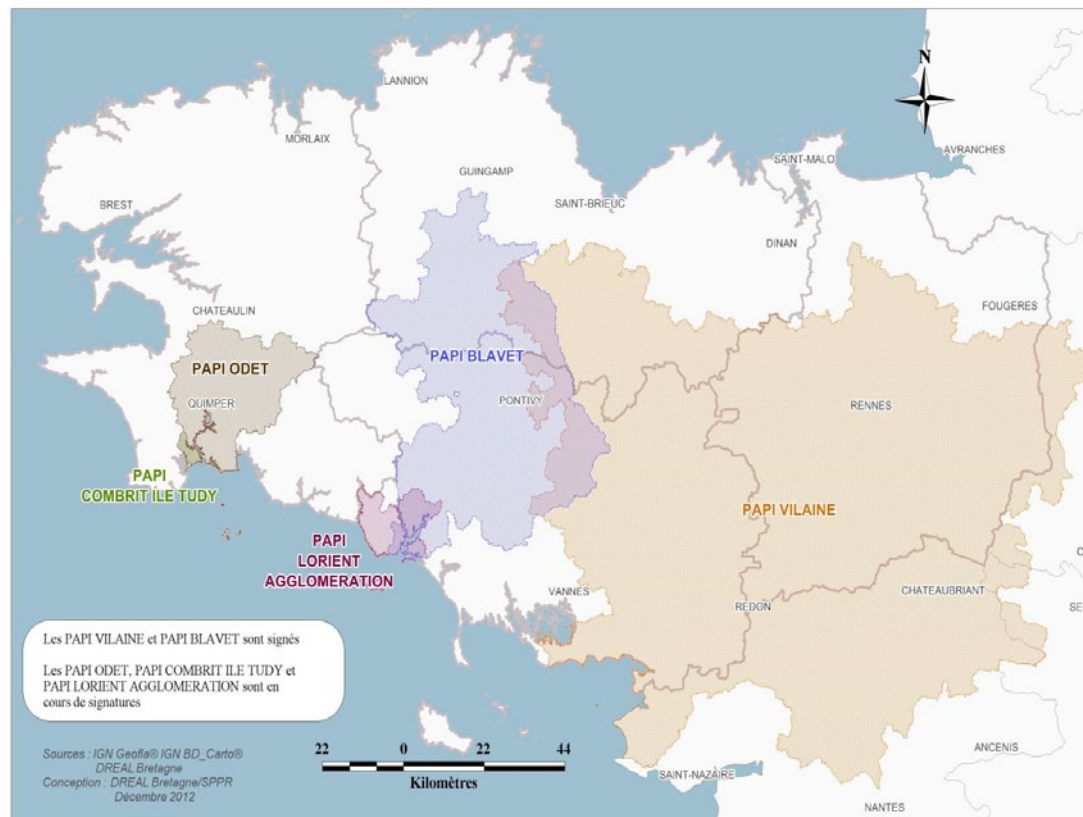 N
LANNION
MORLAIX
AVRANCHES
SAINT-MALO
GUINGAMP
SAINT-BRIEUC
BREST
DINAN
FOUGERES
CHATEAULIN
PAPI BLAVET
PAPI ODET
PONTIVY
QUIMPER
RENNES
PAPI
COMBRIT ILE TUDY
PAPI VILAINE
PAPI
LORIENT
AGGLOMERATION
VANNES
REDON
CHATEAUBRIANT
Les PAPI VILAINE et PAPI BLAVET sont signés
Les PAPI ODET, PAPI COMBRIT ILE TUDY et
PAPI LORIENT AGGLOMERATION sont en
cours de signatures
22 0 22 44
Kilomètres
Sources : IGN Geofla® IGN BD_Carto®
DREAL Bretagne
Conception : DREAL Bretagne/SPPR
Décembre 2012
ANCENIS
SAINT-NAZAIRE
NANTES